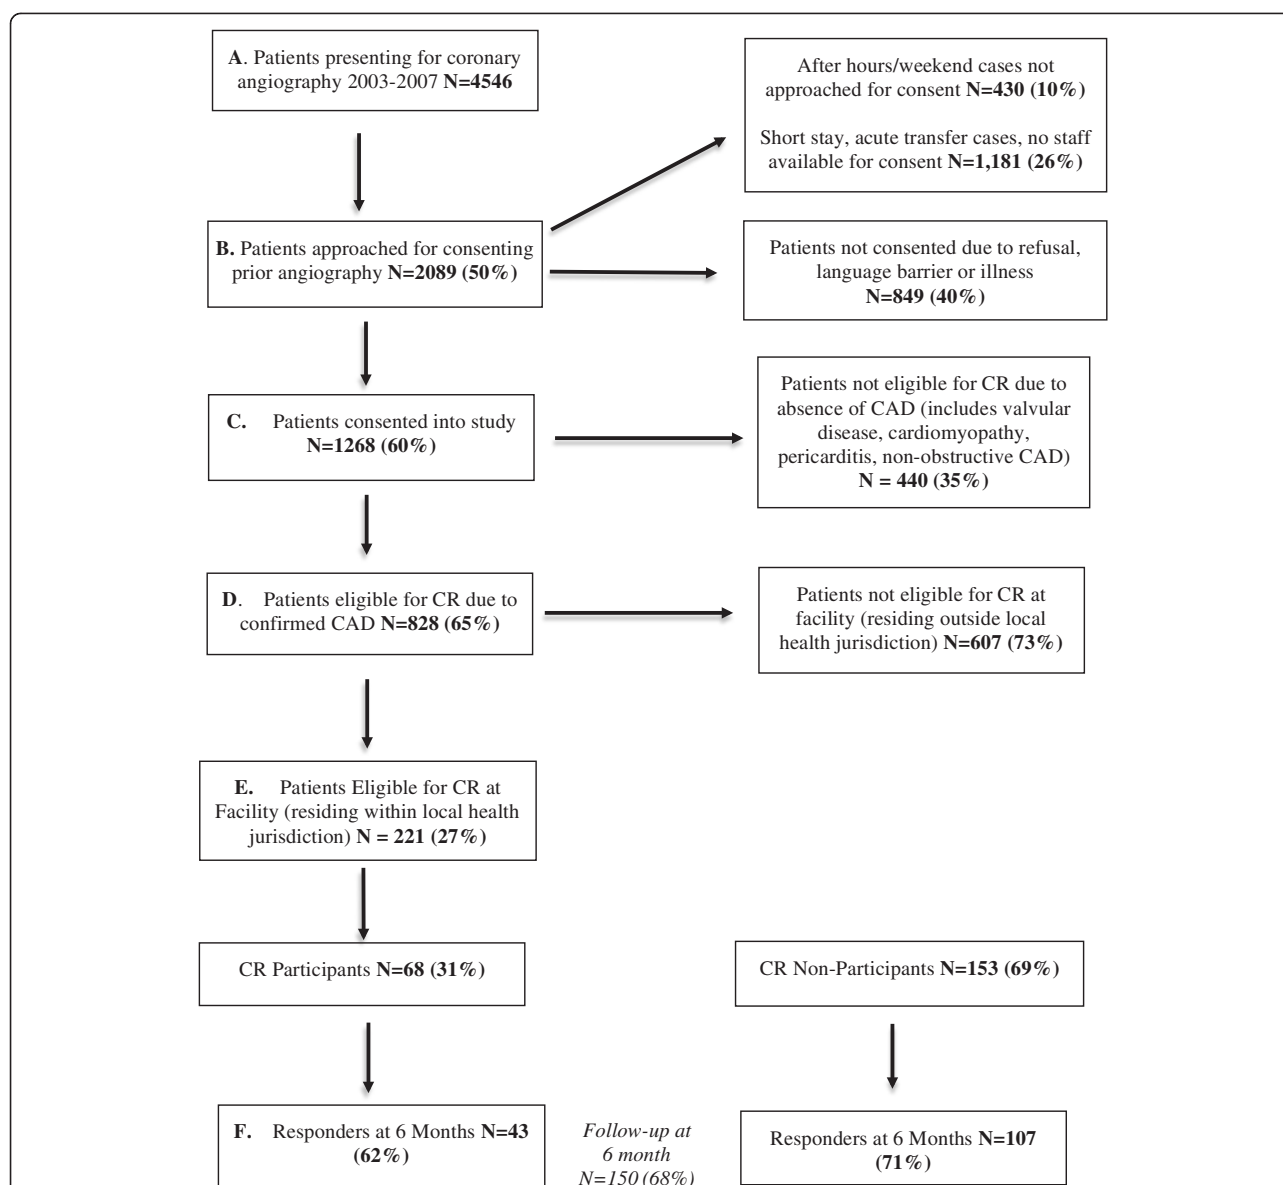 A. Patients presenting for coronary
angiography 2003-2007 N=4546
After hours/weekend cases not
approached for consent N=430 (10%)
Short stay, acute transfer cases, no staff
available for consent N=1,181 (26%)
B. Patients approached for consenting
prior angiography N=2089 (50%)
Patients not consented due to refusal,
language barrier or illness
N=849 (40%)
C. Patients consented into study
N=1268 (60%)
Patients not eligible for CR due to
absence of CAD (includes valvular
disease, cardiomyopathy,
pericarditis, non-obstructive CAD)
N = 440 (35%)
D. Patients eligible for CR due to
confirmed CAD N=828 (65%)
Patients not eligible for CR at
facility (residing outside local
health jurisdiction) N=607 (73%)
E. Patients Eligible for CR at
Facility (residing within local health
jurisdiction) N = 221 (27%)
CR Participants N=68 (31%)
CR Non-Participants N=153 (69%)
F. Responders at 6 Months N=43
(62%)
Follow-up at
6 month
N=150 (68%)
Responders at 6 Months N=107
(71%)